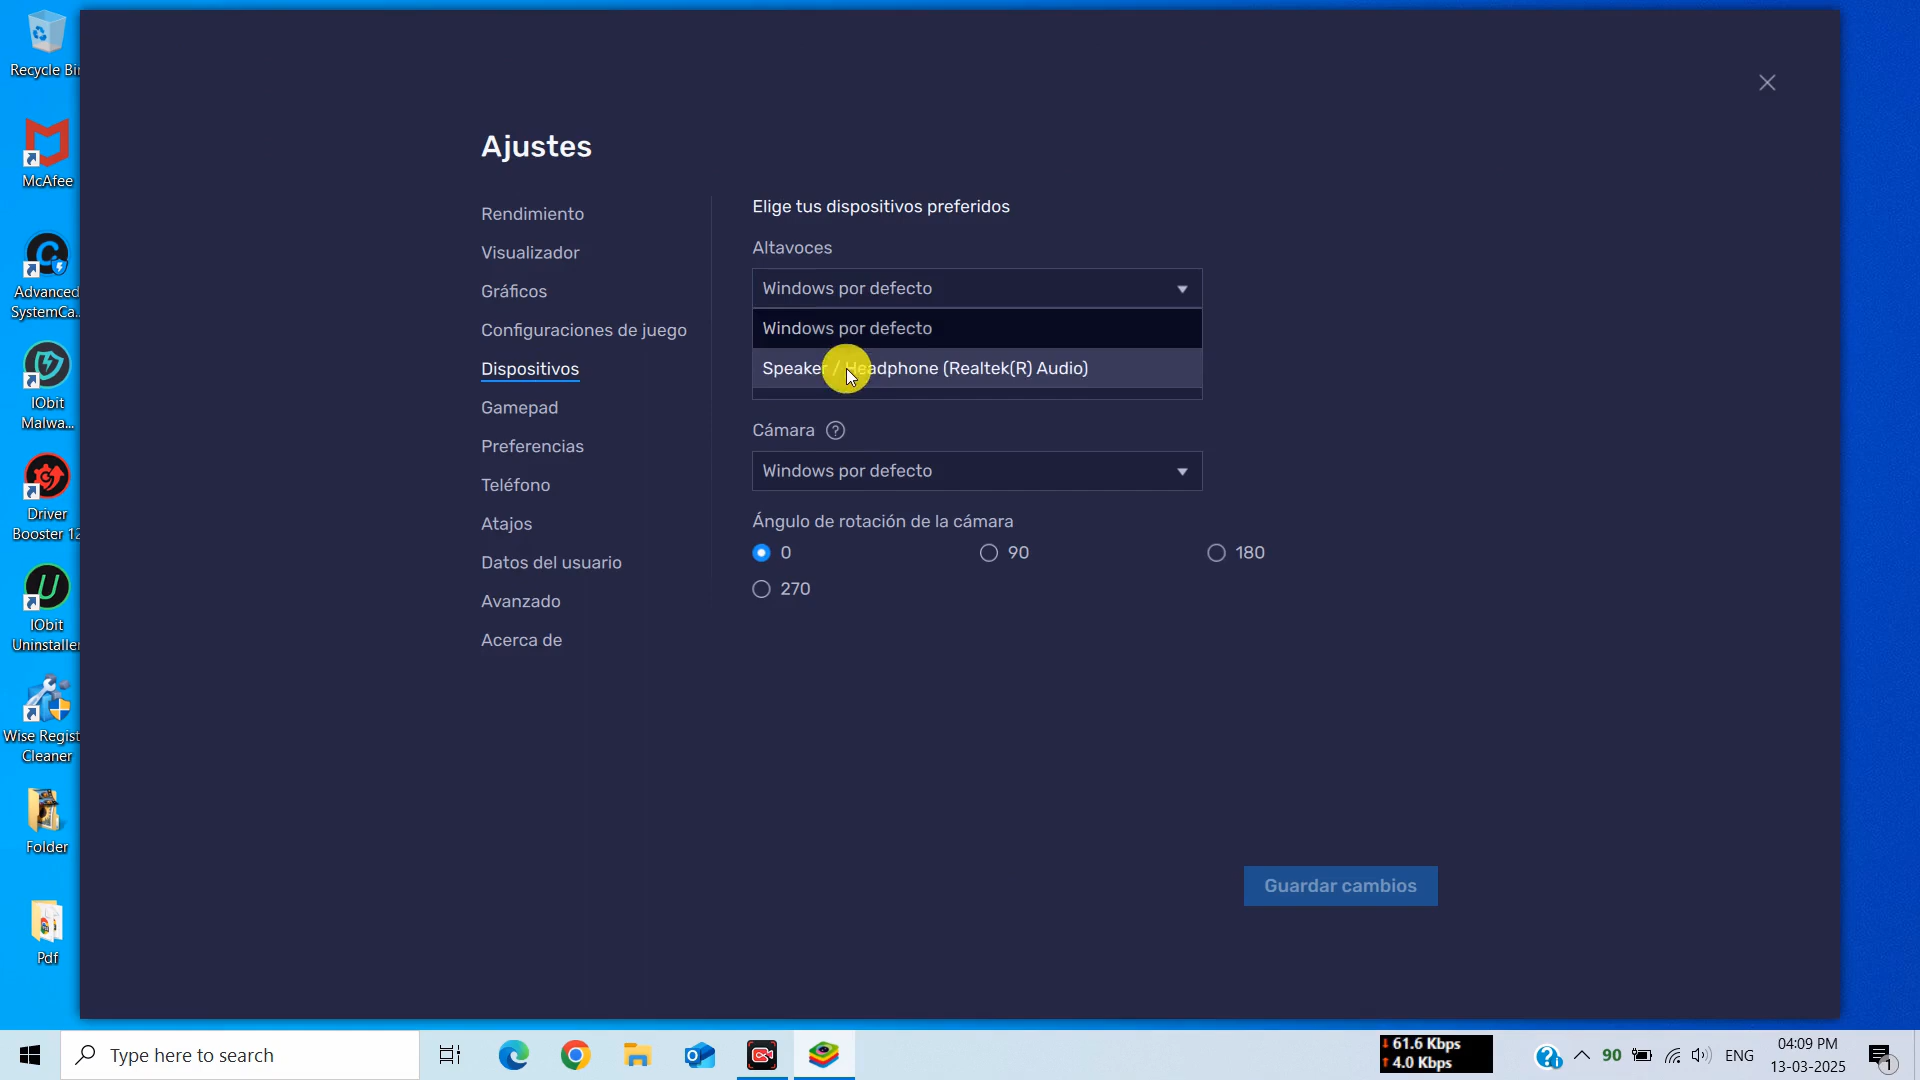 Recycle Bin
McAfee
Advanced
SystemCa...
IObit
Malwa...
Driver
Booster 12
IObit
Uninstaller
Wise Regist
Cleaner
Folder
Pdf
Ajustes
Rendimiento
Visualizador
Gráficos
Configuraciones de juego
Dispositivos
Gamepad
Preferencias
Teléfono
Atajos
Datos del usuario
Avanzado
Acerca de
Elige tus dispositivos preferidos
Altavoces
Windows por defecto
Windows por defecto
Speaker / Headphone (Realtek(R) Audio)
Cámara ?
Windows por defecto
Ángulo de rotación de la cámara
0
90
180
270
Guardar cambios
Type here to search
61.6 Kbps
4.0 Kbps
90
ENG
04:09 PM
13-03-2025
1